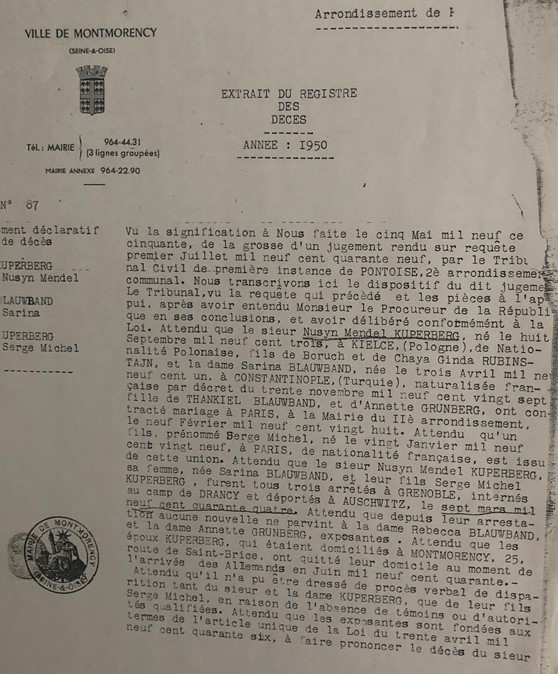 Arrondissement de P
VILLE DE MONTMORENCY
(SEINE-&-OISE)
EXTRAIT DU REGISTRE
DES
DECES
TÉL.: MAIRIE 964-44.31
(3 lignes groupées)
MAIRIE ANNEXE 964-22.90
ANNEE : I950
N° 87
ment déclaratif
de décès
KUPERBERG
Nusyn Mendel
BLAUWBAND
Sarina
KUPERBERG
Serge Michel
Vu la signification à Nous faite le cinq Mai mil neuf ce
cinquante, de la grosse d'un jugement rendu sur requête
premier Juillet mil neuf cent quarante neuf, par le Tribu
nal Civil de première instance de PONTOISE,2è arrondissemen
communal. Nous transcrivons ici le dispositif du dit jugeme
Le Tribunal,vu la requête qui précèdé et les pièces à l'ap
pui, après avoir entendu Monsieur le Procureur de la Républi
que en ses conclusions, et avoir délibéré conformément à la
Loi. Attendu que le sieur Nusyn Mendel KUPERBERG, né le huit
Septembre mil neuf cent trois, à KIELCE,(Pologne),de Natio-
nalité Polonaise, fils de Boruch et de Chaya Ginda RUBINS-
TAJN, et la dame Sarina BLAUWBAND, née le trois Avril mil neu
neuf cent un, à CONSTANTINOPLE,(Turquie), naturalisée fran-
çaise par décret du trente novembre mil neuf cent vingt sept
fille de THANKIEL BLAUWBAND, et d'Annette GRUNBERG, ont con-
tracté mariage à PARIS, à la Mairie du IIè arrondissement,
le neuf Février mil neuf cent vingt huit. Attendu qu'un
fils, prénommé Serge Michel, né le vingt Janvier mil neuf
cent vingt neuf, à PARIS, de nationalité française, est issu
de cette union. Attendu que le sieur Nusyn Mendel KUPERBERG,
sa femme, née Sarina BLAUWBAND, et leur fils Serge Michel
KUPERBERG , furent tous trois arrêtés à GRENOBLE, internés
au camp de DRANCY et déportés à AUSCHWITZ, le sept mars mil
neuf cent quarante quatre. Attendu que depuis leur arresta-
tion aucune nouvelle ne parvint à la dame Rebecca BLAUWBAND,
et la dame Annette GRUNBERG, exposantes . Attendu que les
époux KUPERBERG, qui étaient domiciliés à MONTMORENCY, 25,
route de Saint-Brice, ont quitté leur domicile au moment de
l'arrivée des Allemands en Juin mil neuf cent quarante.-
Attendu qu'il n'a pu être dressé de procès verbal de dispa-
rition tant du sieur et la dame KUPERBERG, que de leur fils
Serge Michel, en raison de l'absence de témoins ou d'autori-
tés qualifiées. Attendu que les exposantes sont fondées aux
termes de l'article unique de la Loi du trente avril mil
neuf cent quarante six, à faire prononcer le décès du sieur
MAIRIE DE MONTMORENCY
(SEINE-&-OISE)